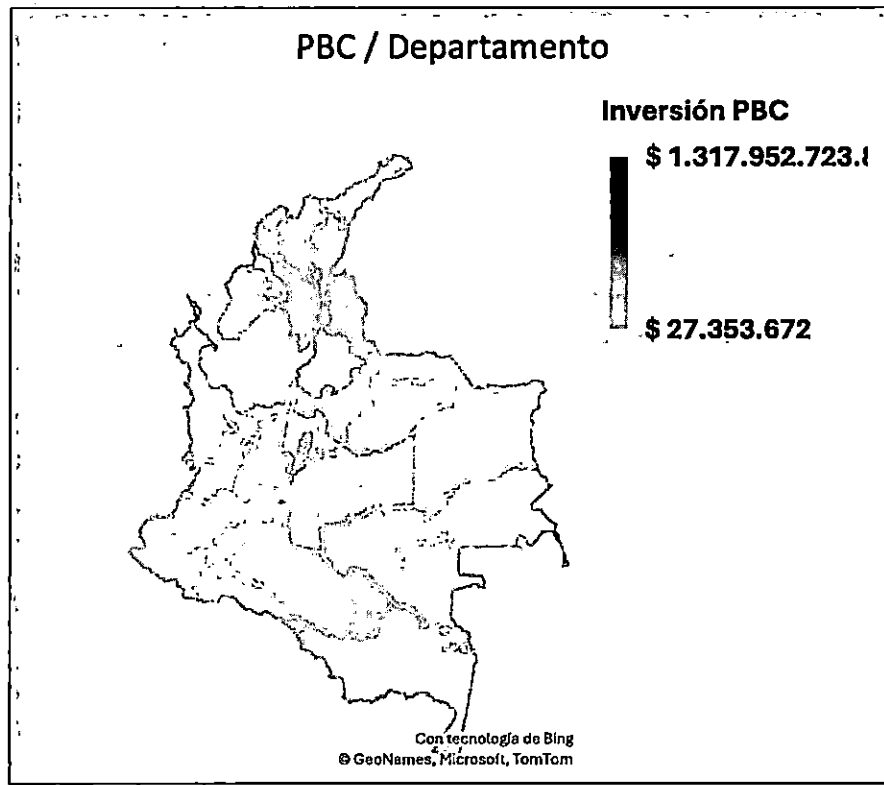 PBC / Departamento
Inversión PBC
$ 1.317.952.723.
$ 27.353.672
Con tecnología de Bing
© GeoNames, Microsoft, TomTom